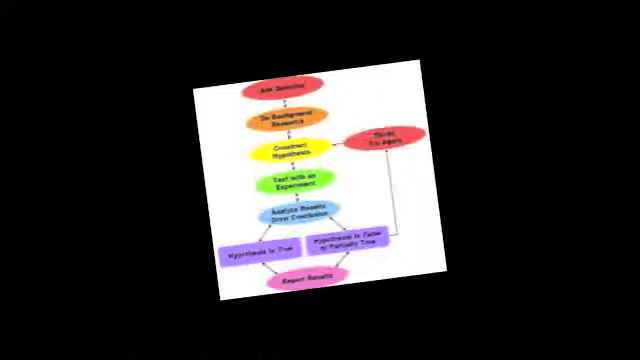 Ask Question
Do Background
Research
Construct
Hypothesis
Think!
Try Again
Test with an
Experiment
Analyze Results
Draw Conclusion
Hypothesis is True
Hypothesis is False
or Partially True
Report Results